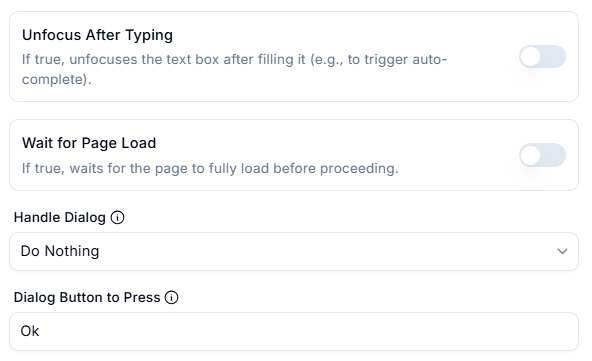 Unfocus After Typing
If true, unfocuses the text box after filling it (e.g., to trigger auto-
complete).
Wait for Page Load
If true, waits for the page to fully load before proceeding.
Handle Dialog
Do Nothing
Dialog Button to Press
Ok